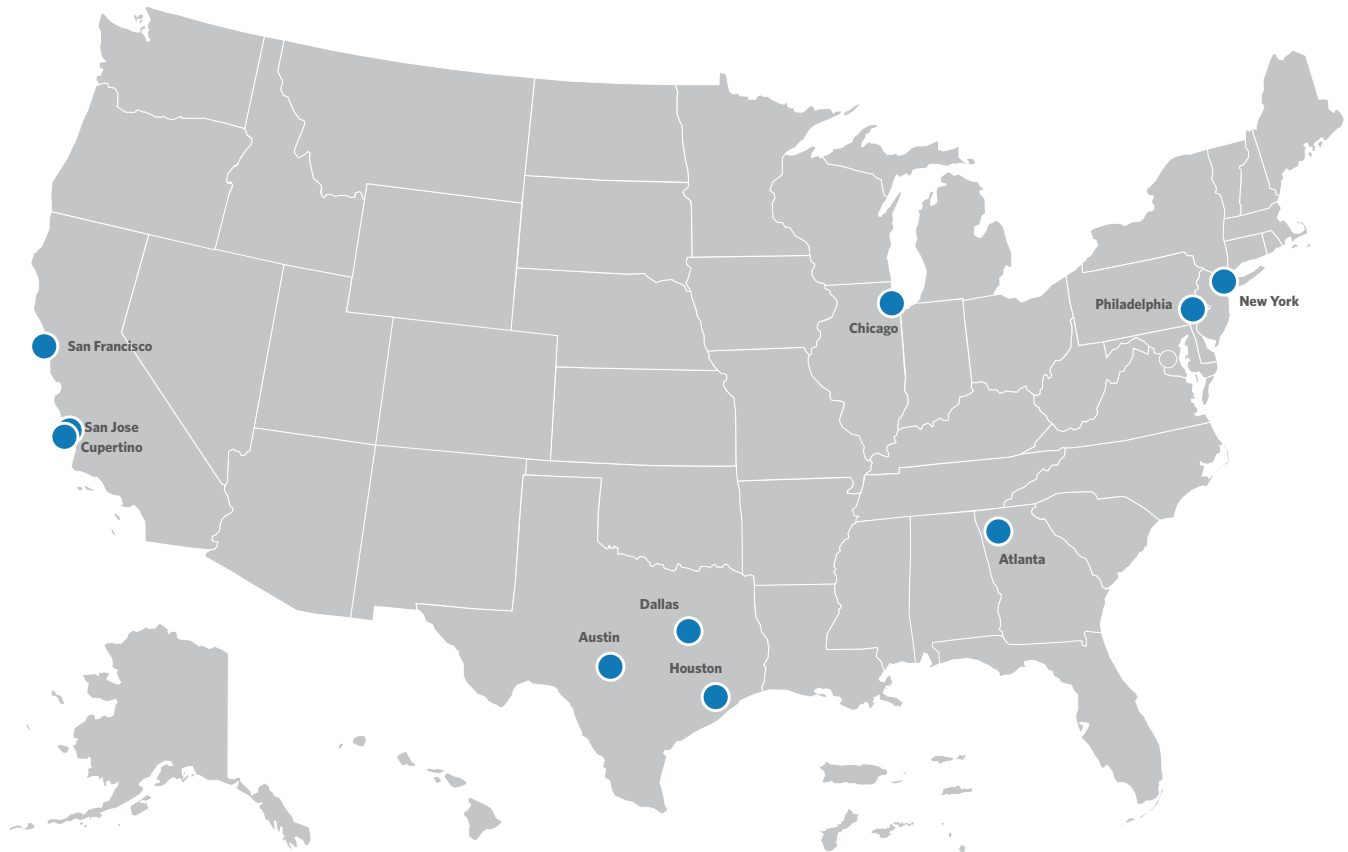 New York
Philadelphia
Chicago
San Francisco
San Jose
Cupertino
Atlanta
Dallas
Austin
Houston